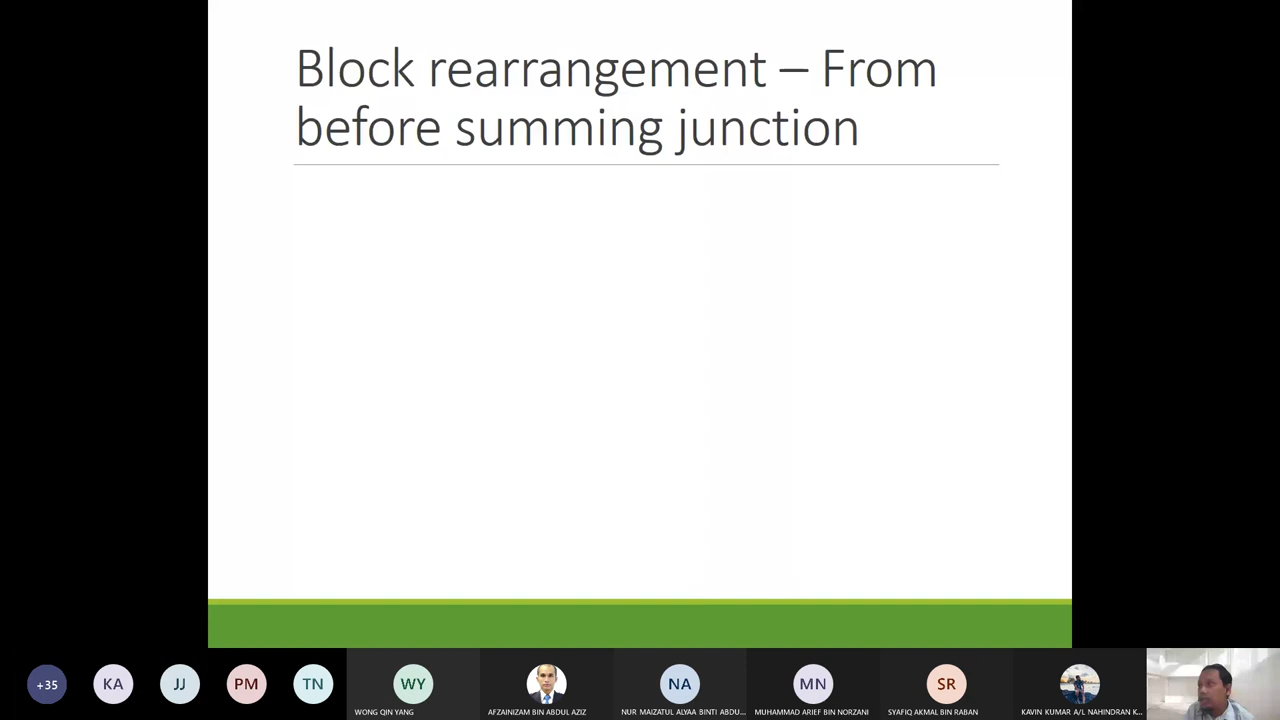 Block rearrangement – From
before summing junction
+35
KA
JJ
PM
TN
WY
NA
MN
SR
WONG QIN YANG
AFZAINIZAM BIN ABDUL AZIZ
NUR MAIZATUL ALYAA BINTI ABDU...
MUHAMMAD ARIEF BIN NORZANI
SYAFIQ AKMAL BIN RABAN
KAVIN KUMAR A/L NAHINDRAN K...